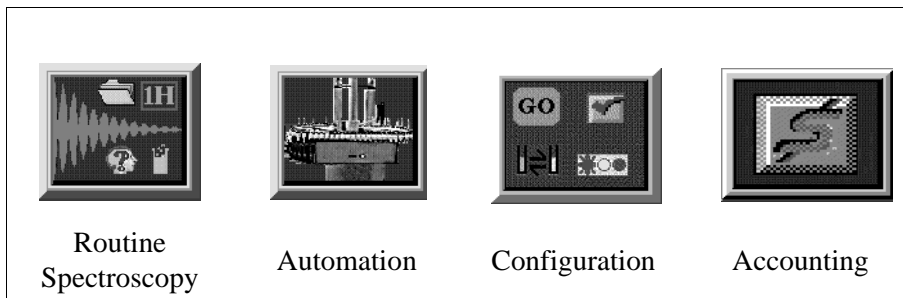 1H
GO
?
Routine
Spectroscopy
Automation
Configuration
Accounting